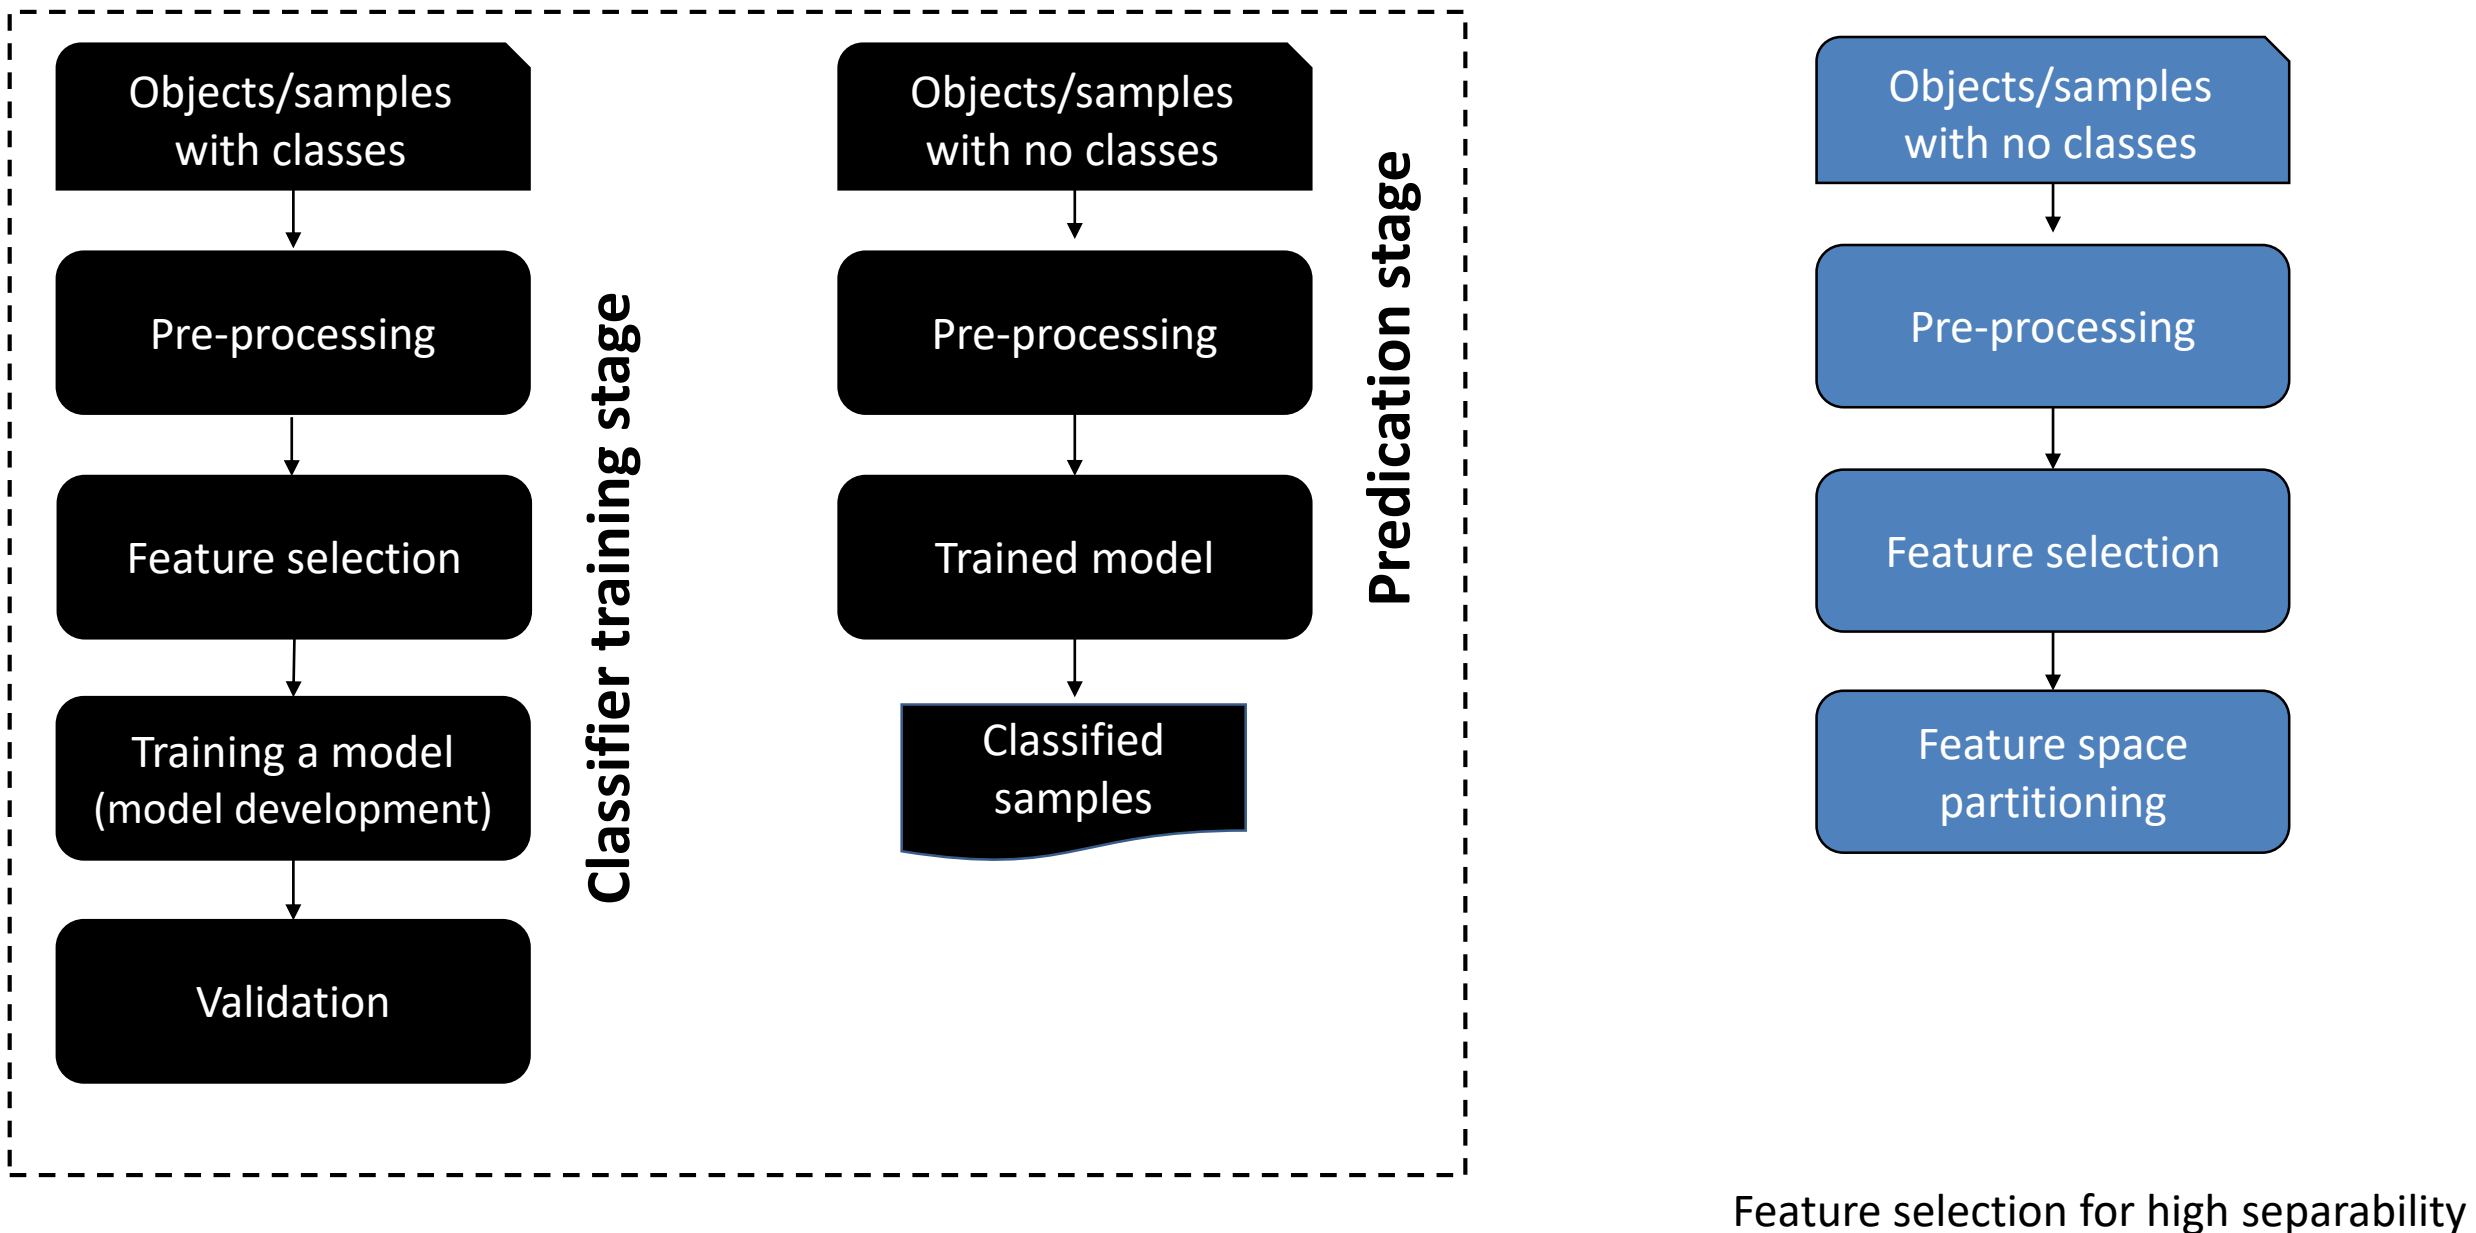 Objects/samples
with classes
Pre-processing
Feature selection
Training a model
(model development)
Validation
Classifier training stage
Objects/samples
with no classes
Pre-processing
Trained model
Classified
samples
Predication stage
Objects/samples
with no classes
Pre-processing
Feature selection
Feature space
partitioning
Feature selection for high separability